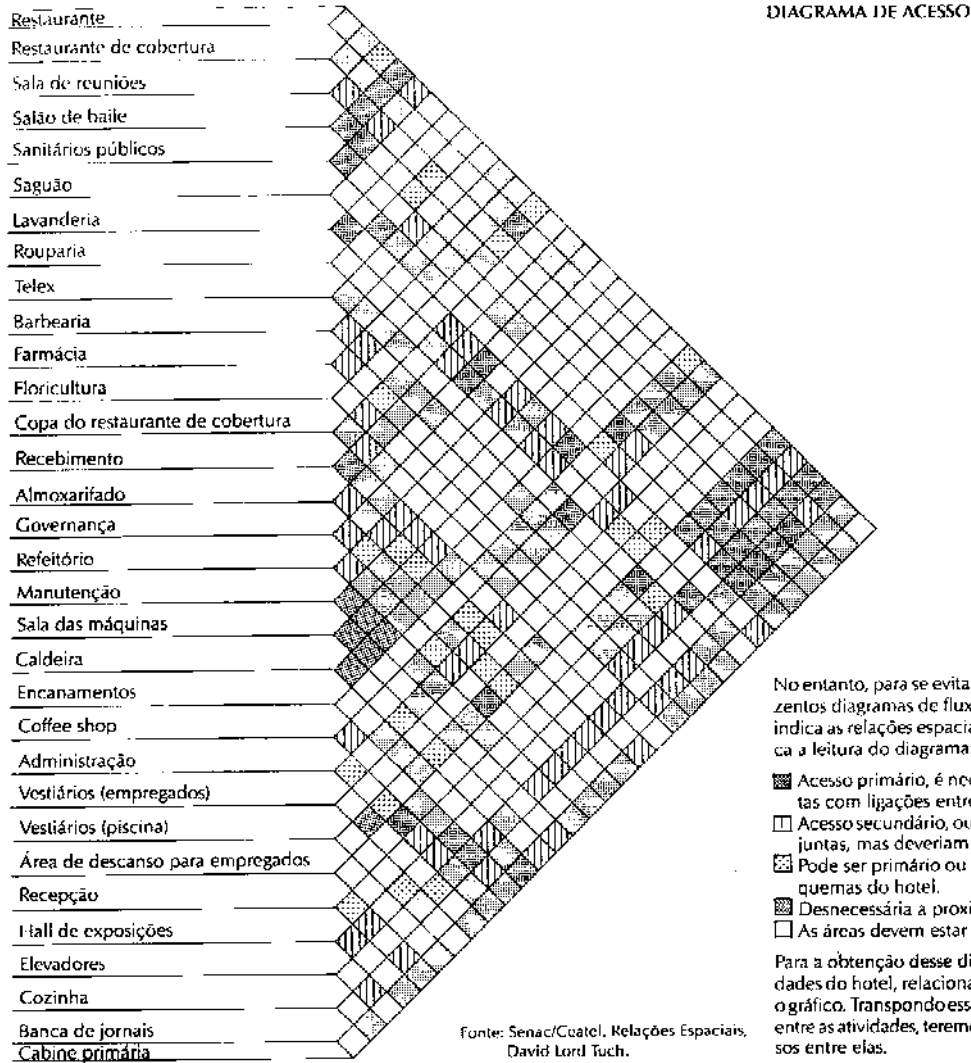 DIAGRAMA DE ACESSO
Restaurante
Restaurante de cobertura
Sala de reuniões
Salão de baile
Sanitários públicos
Saguão
Lavanderia
Rouparia
Telex
Barbearia
Farmácia
Floricultura
Copa do restaurante de cobertura
Recebimento
Almoxarifado
Governança
Refeitório
Manutenção
Sala das máquinas
Caldeira
Encanamentos
Coffee shop
Administração
Vestiários (empregados)
Vestiários (piscina)
Área de descanso para empregados
Recepção
Hall de exposições
Elevadores
Cozinha
Banca de jornais
Cabine primária
Fonte: Senac/Ceatel. Relações Espaciais,
David Lord Tuch.
No entanto, para se evita
zentos diagramas de flux
indica as relações espacia
ca a leitura do diagrama
Acesso primário, é nec
tas com ligações entre
Acesso secundário, ou
juntas, mas deveriam
Pode ser primário ou
quemas do hotel.
Desnecessária a proxi
As áreas devem estar
Para a obtenção desse di
dades do hotel, relaciona
o gráfico. Transpondo ess
entre as atividades, terem
sos entre elas.